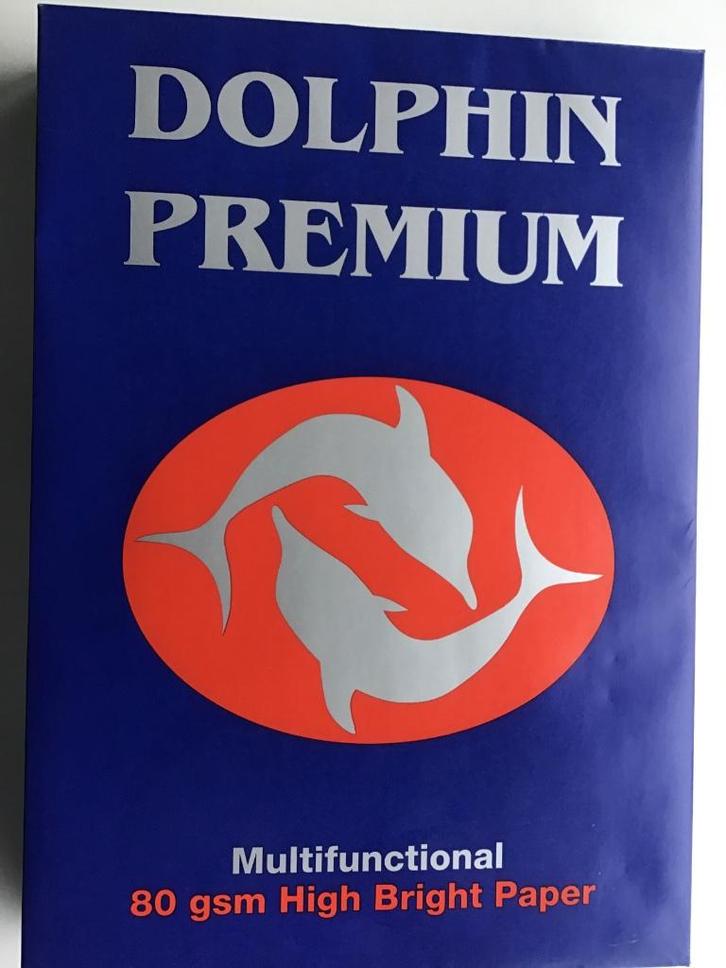 DOLPHIN
PREMIUM
Multifunctional
80 gsm High Bright Paper